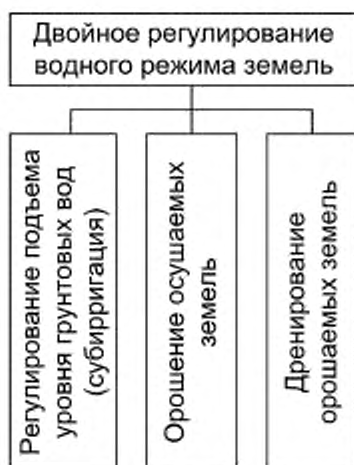 Двойное регулирование
водного режима земель
Регулирование подъема
уровня грунтовых вод
(субирригация)
Орошение осушаемых
земель
Дренирование
орошаемых земель